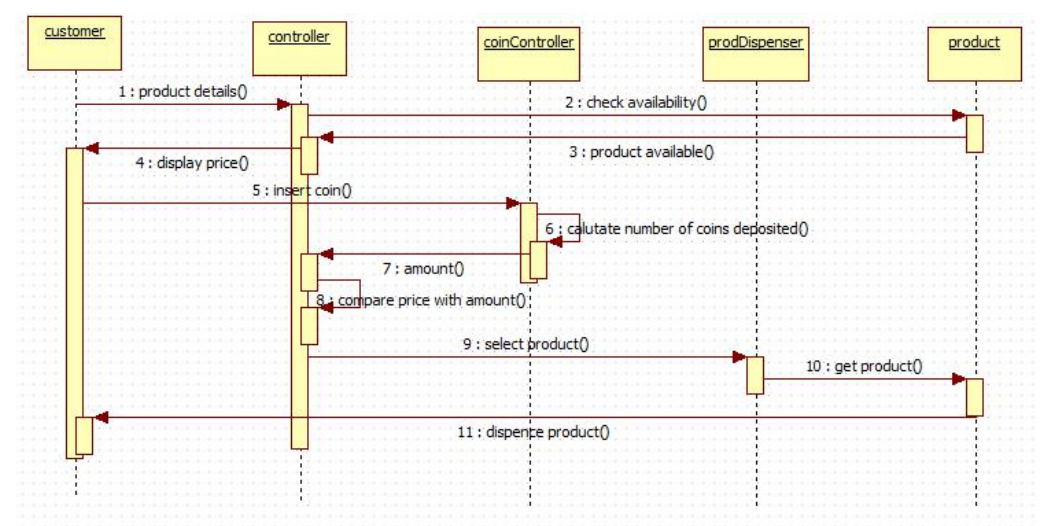 customer
controller
coinController
prodDispenser
product
1 : product details()
2 : check availability()
3 : product available()
4 : display price()
5 : insert coin()
6 : calutate number of coins deposited()
7 : amount()
8 : compare price with amount()
9 : select product()
10 : get product()
11 : dispence product()